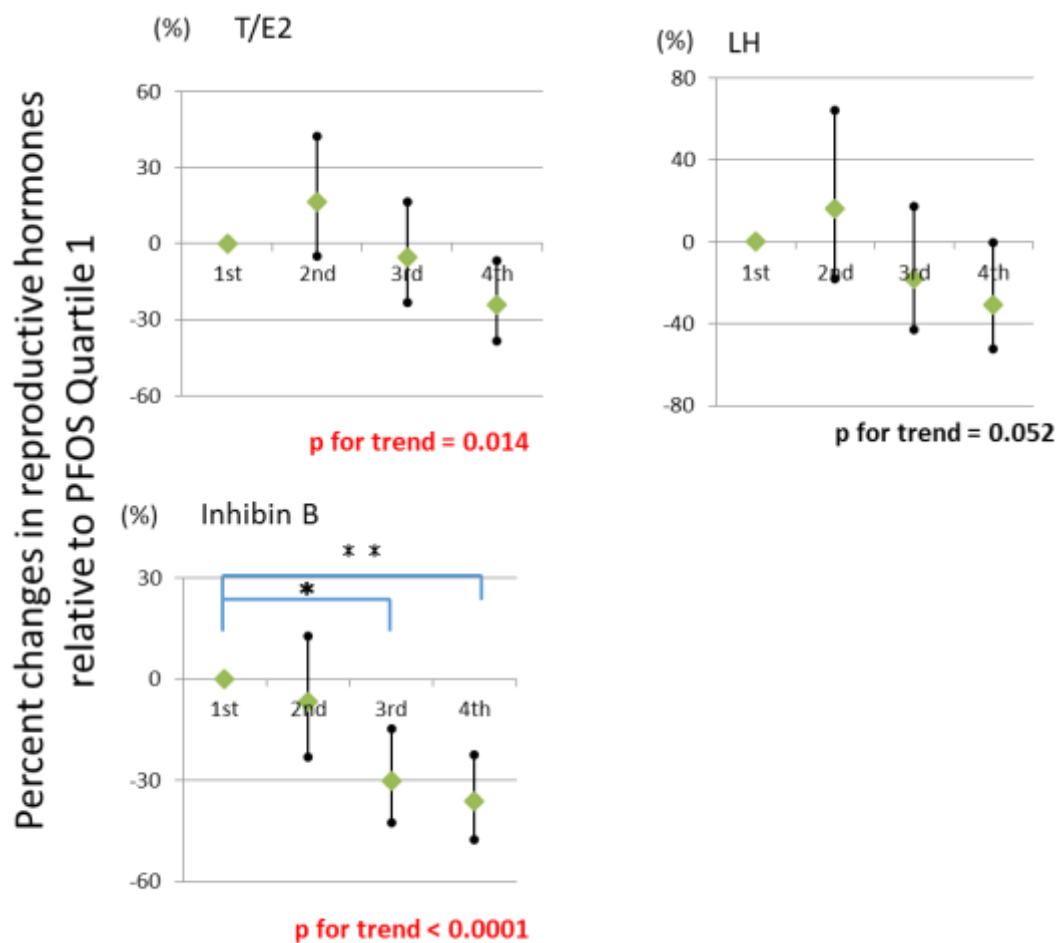 Percent changes in reproductive hormones
relative to PFOS Quartile 1
(%) T/E2
60
30
0
-30
-60
1st 2nd 3rd 4th
p for trend = 0.014
(%) LH
80
40
0
-40
-80
1st 2nd 3rd 4th
p for trend = 0.052
(%) Inhibin B
* *
*
30
0
-30
-60
1st 2nd 3rd 4th
p for trend < 0.0001